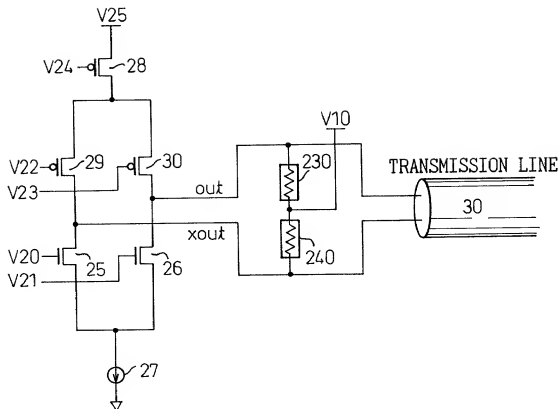 V25
V24
28
V10
V22
29
30
230
TRANSMISSION LINE
V23
out
30
xout
V20
25
26
240
V21
27